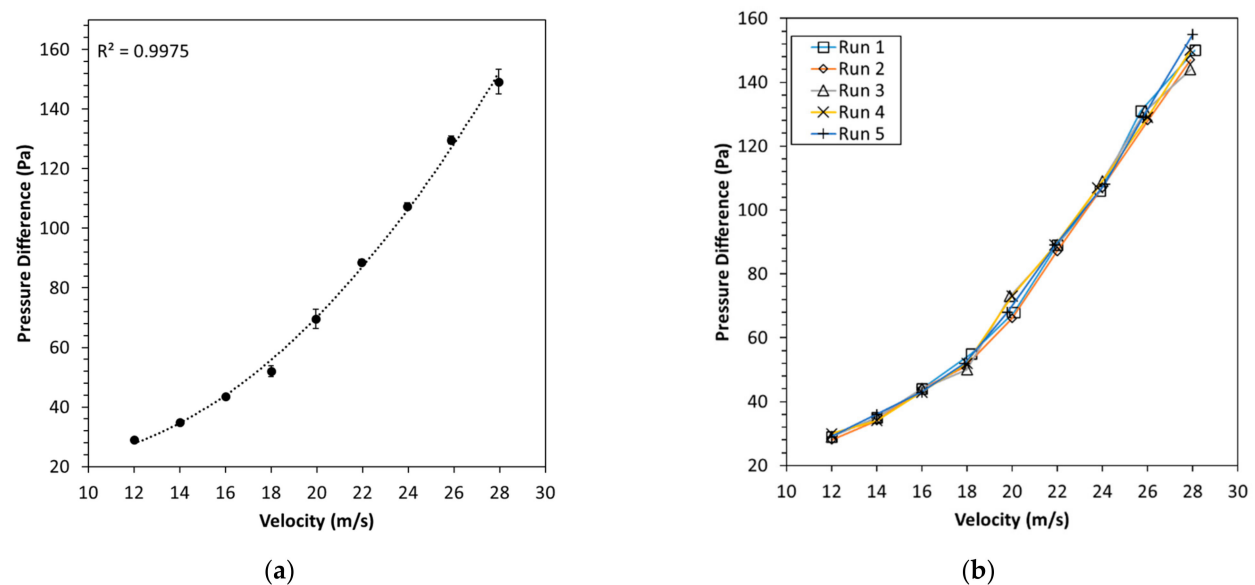 R² = 0.9975
160
140
120
100
80
60
40
20
Pressure Difference (Pa)
10 12 14 16 18 20 22 24 26 28 30
Velocity (m/s)
(a)
Run 1
Run 2
Run 3
Run 4
Run 5
160
140
120
100
80
60
40
20
Pressure Difference (Pa)
10 12 14 16 18 20 22 24 26 28 30
Velocity (m/s)
(b)